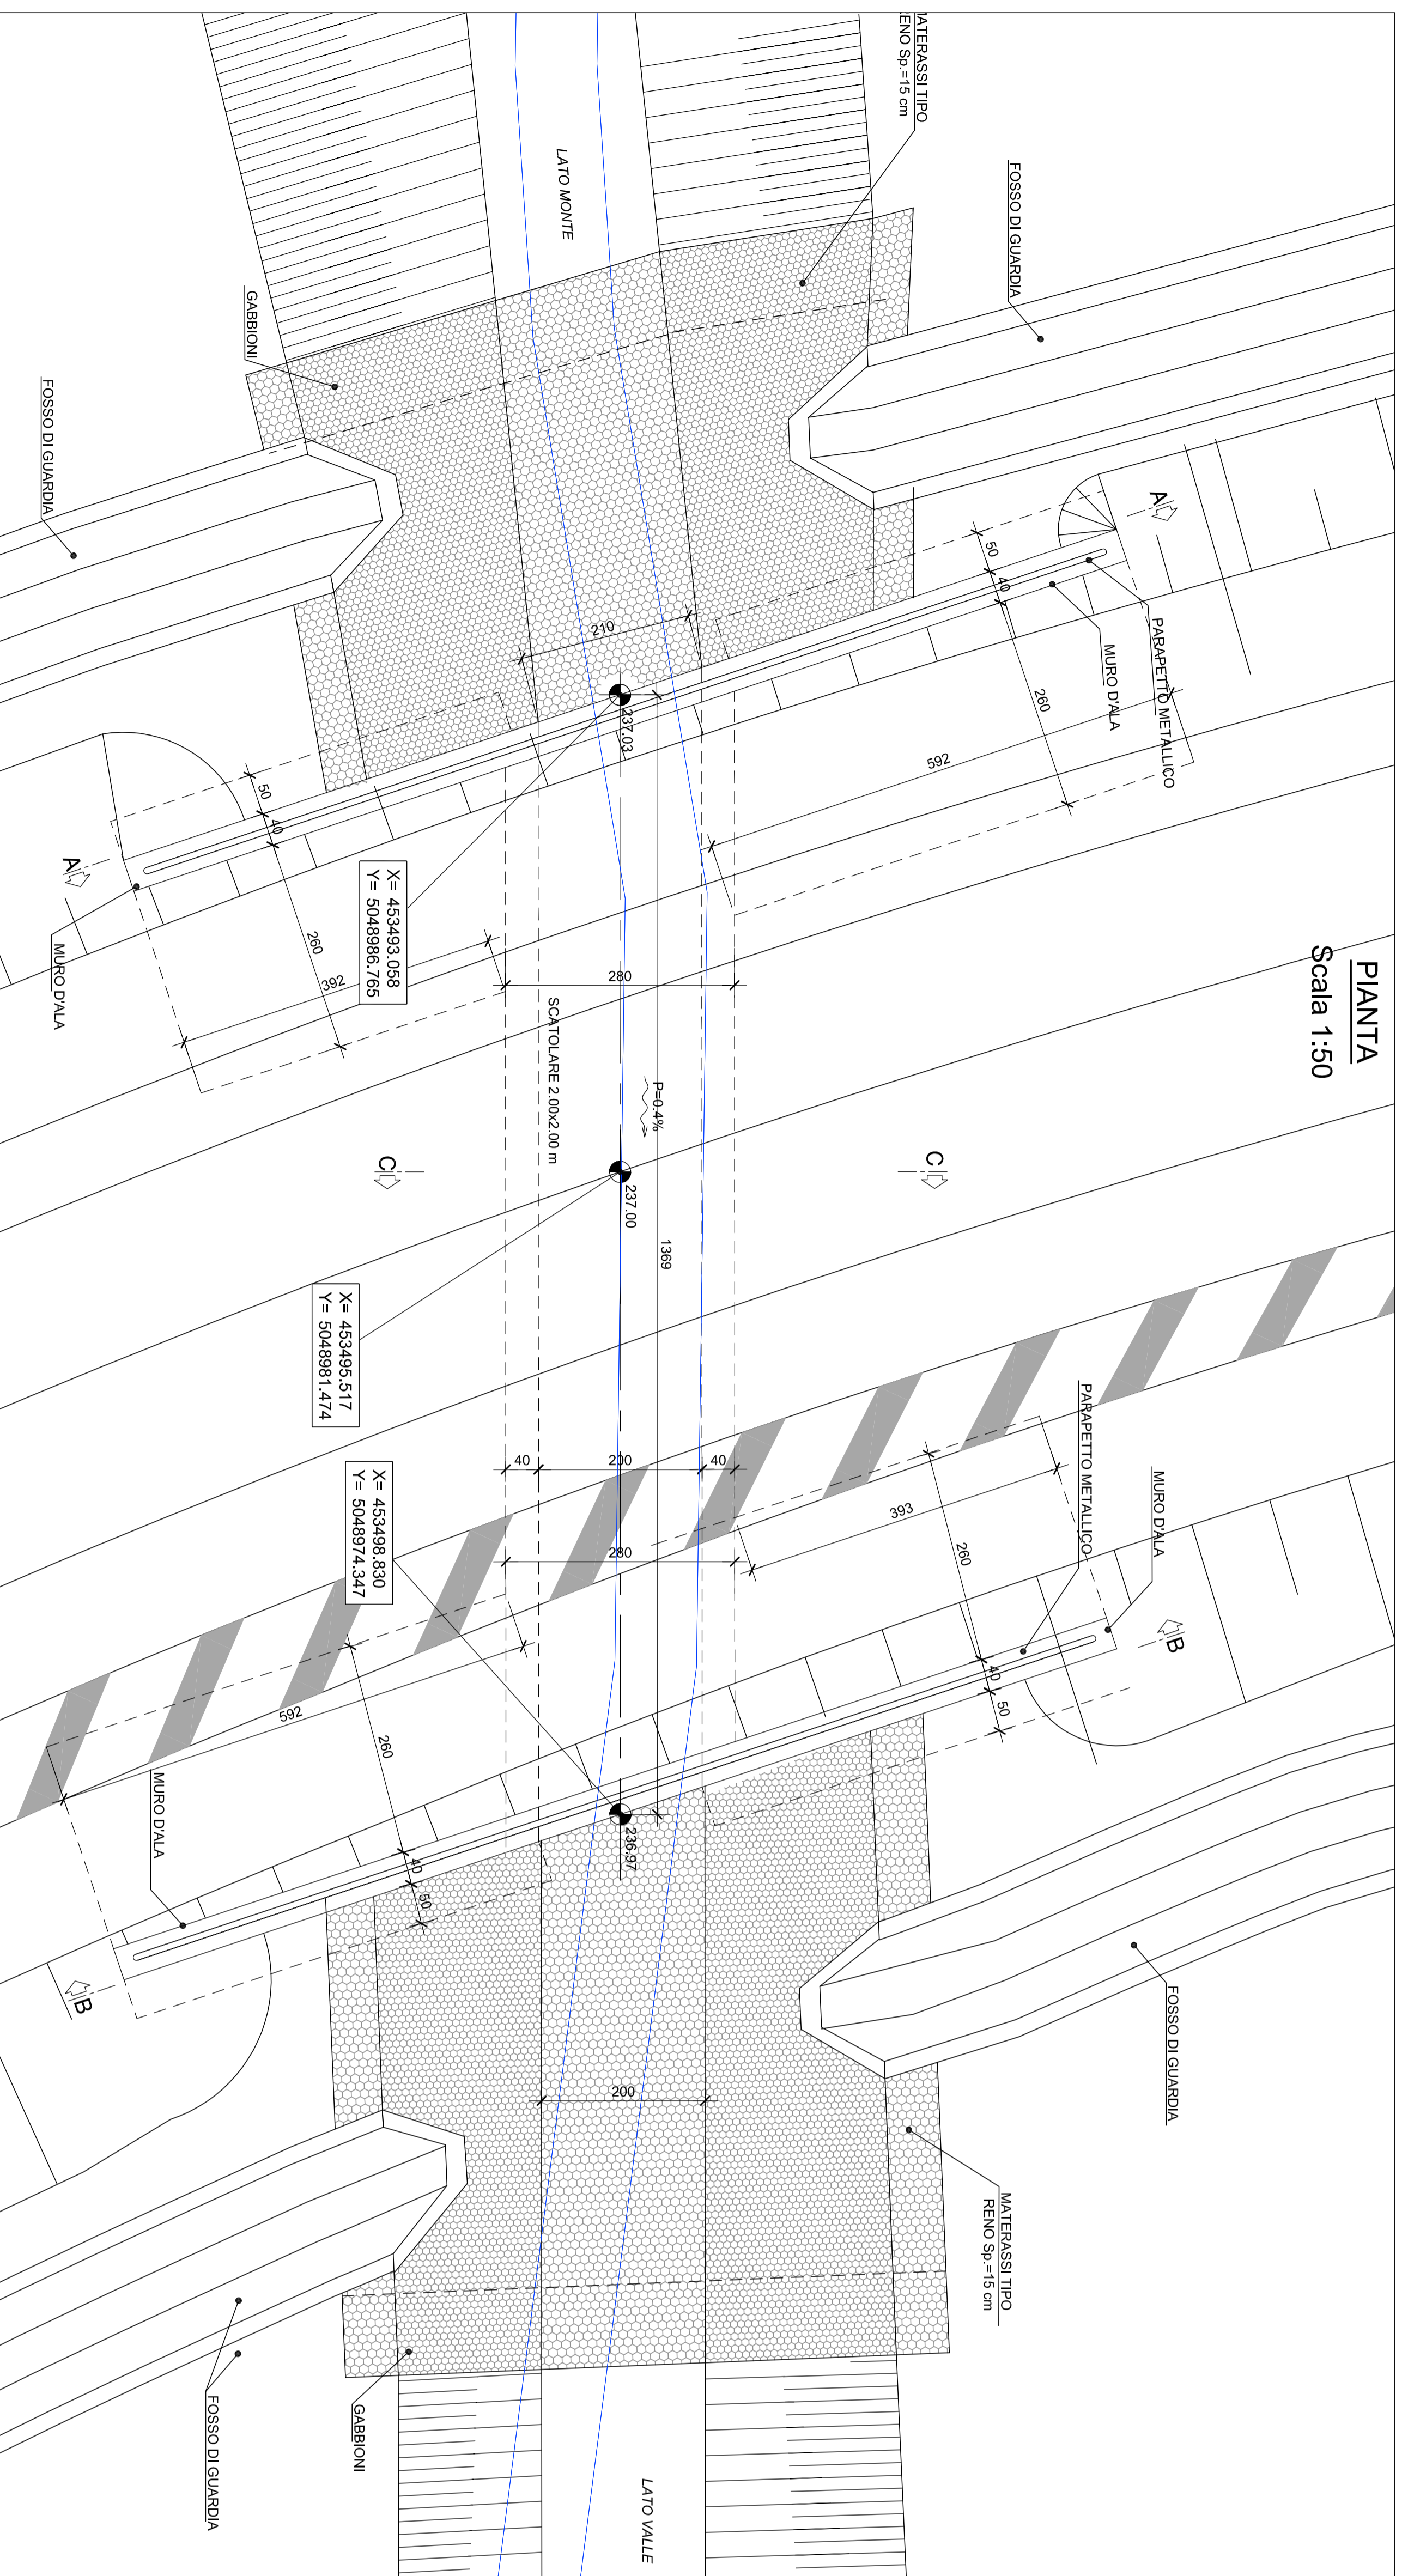 PIANTA
Scala 1:50
MATERASSI TIPO
RENO Sp.=15 cm
FOSSO DI GUARDIA
LATO MONTE
GABBIONI
FOSSO DI GUARDIA
A
PARAPETTO METALLICO
MURO D'ALA
50
40
260
592
210
237.03
50
40
260
392
A
MURO D'ALA
X= 453493.058
Y= 5048986.765
280
SCATOLARE 2.00x2.00 m
P=0.4%
C
C
237.00
1369
X= 453495.517
Y= 5048981.474
40
200
40
280
X= 453498.830
Y= 5048974.347
PARAPETTO METALLICO
MURO D'ALA
393
260
40
50
B
592
260
40
50
MURO D'ALA
236.97
B
FOSSO DI GUARDIA
200
MATERASSI TIPO
RENO Sp.=15 cm
GABBIONI
FOSSO DI GUARDIA
LATO VALLE